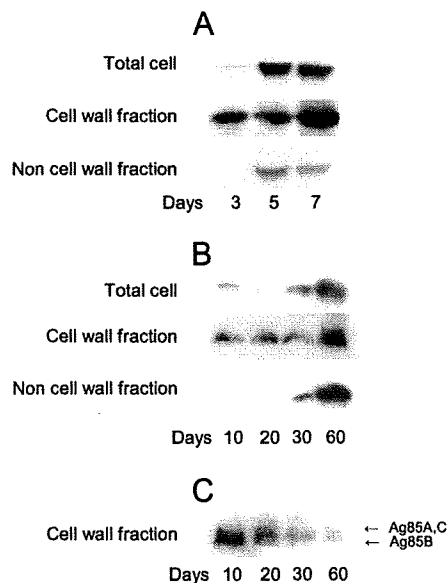 A
Total cell
Cell wall fraction
Non cell wall fraction
Days 3 5 7
B
Total cell
Cell wall fraction
Non cell wall fraction
Days 10 20 30 60
C
Cell wall fraction
← Ag85A,C
← Ag85B
Days 10 20 30 60